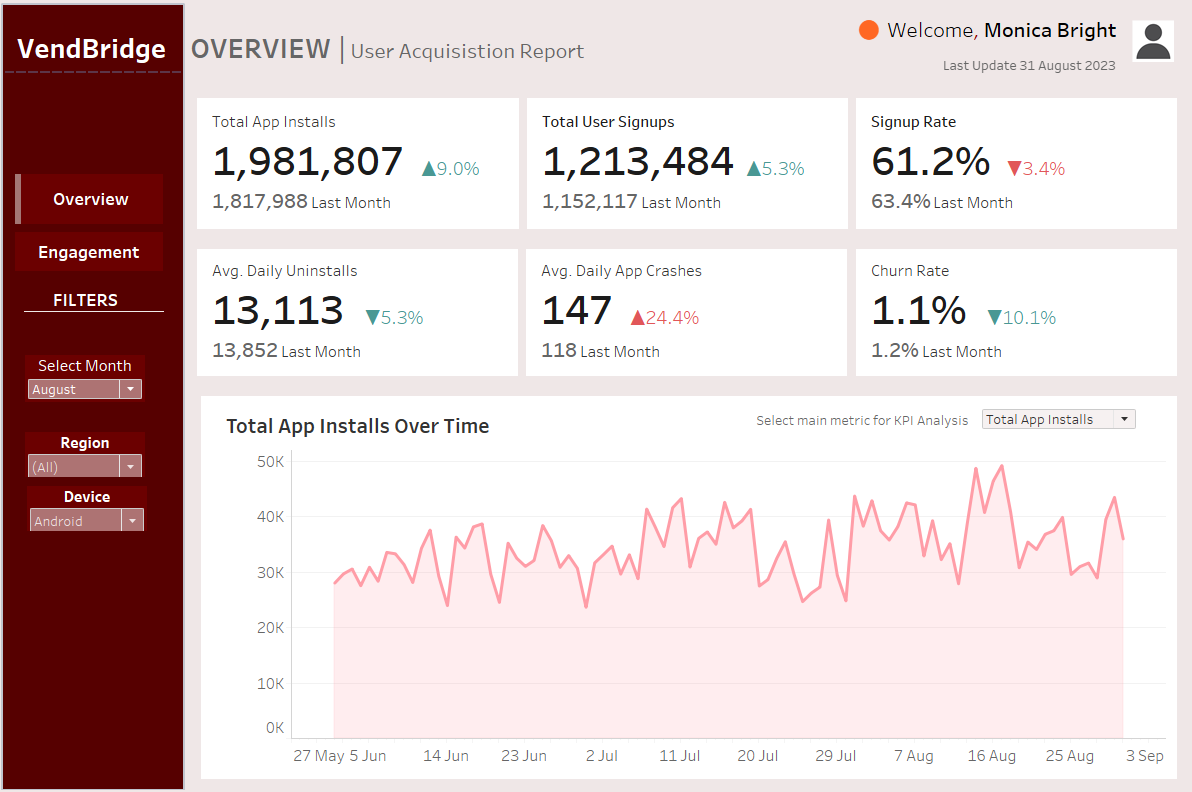 VendBridge
OVERVIEW | User Acquisistion Report
Welcome, Monica Bright
Last Update 31 August 2023
Overview
Engagement
FILTERS
Select Month
August
Region
(All)
Device
Android
Total App Installs
1,981,807 ▲9.0%
1,817,988 Last Month
Total User Signups
1,213,484 ▲5.3%
1,152,117 Last Month
Signup Rate
61.2% ▼3.4%
63.4% Last Month
Avg. Daily Uninstalls
13,113 ▼5.3%
13,852 Last Month
Avg. Daily App Crashes
147 ▲24.4%
118 Last Month
Churn Rate
1.1% ▼10.1%
1.2% Last Month
Total App Installs Over Time
Select main metric for KPI Analysis Total App Installs
50K
40K
30K
20K
10K
0K
27 May 5 Jun 14 Jun 23 Jun 2 Jul 11 Jul 20 Jul 29 Jul 7 Aug 16 Aug 25 Aug 3 Sep